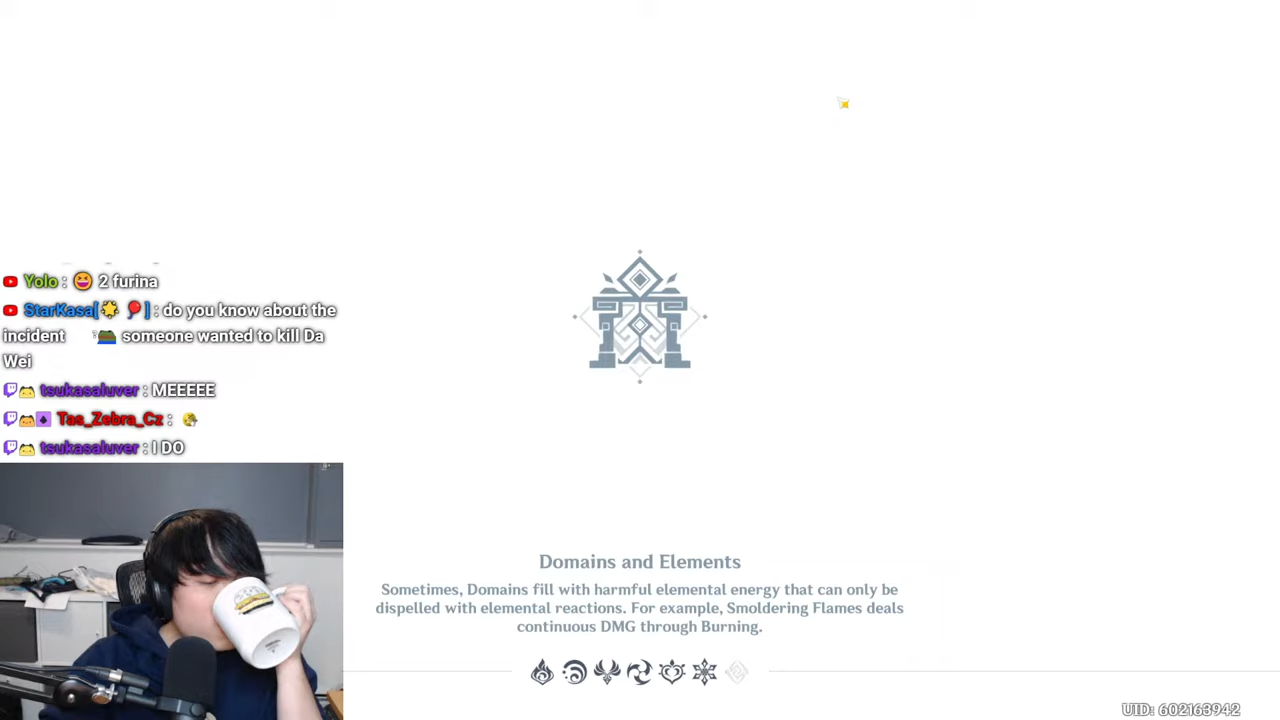 Yolo : 2 furina
StarKasa[ ] : do you know about the
incident someone wanted to kill Da
Wei
tsukasaluver : MEEEEE
Tas_Zebra_Cz :
tsukasaluver : I DO
Domains and Elements
Sometimes, Domains fill with harmful elemental energy that can only be
dispelled with elemental reactions. For example, Smoldering Flames deals
continuous DMG through Burning.
UID: 602163942